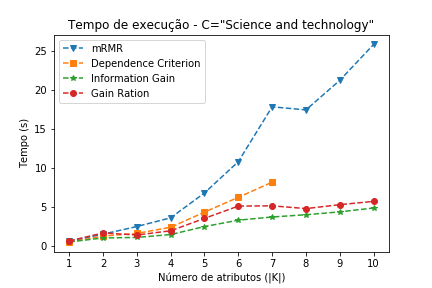 Tempo de execução - C="Science and technology"
mRMR
Dependence Criterion
Information Gain
Gain Ration
Tempo (s)
25
20
15
10
5
0
1 2 3 4 5 6 7 8 9 10
Número de atributos (|K|)